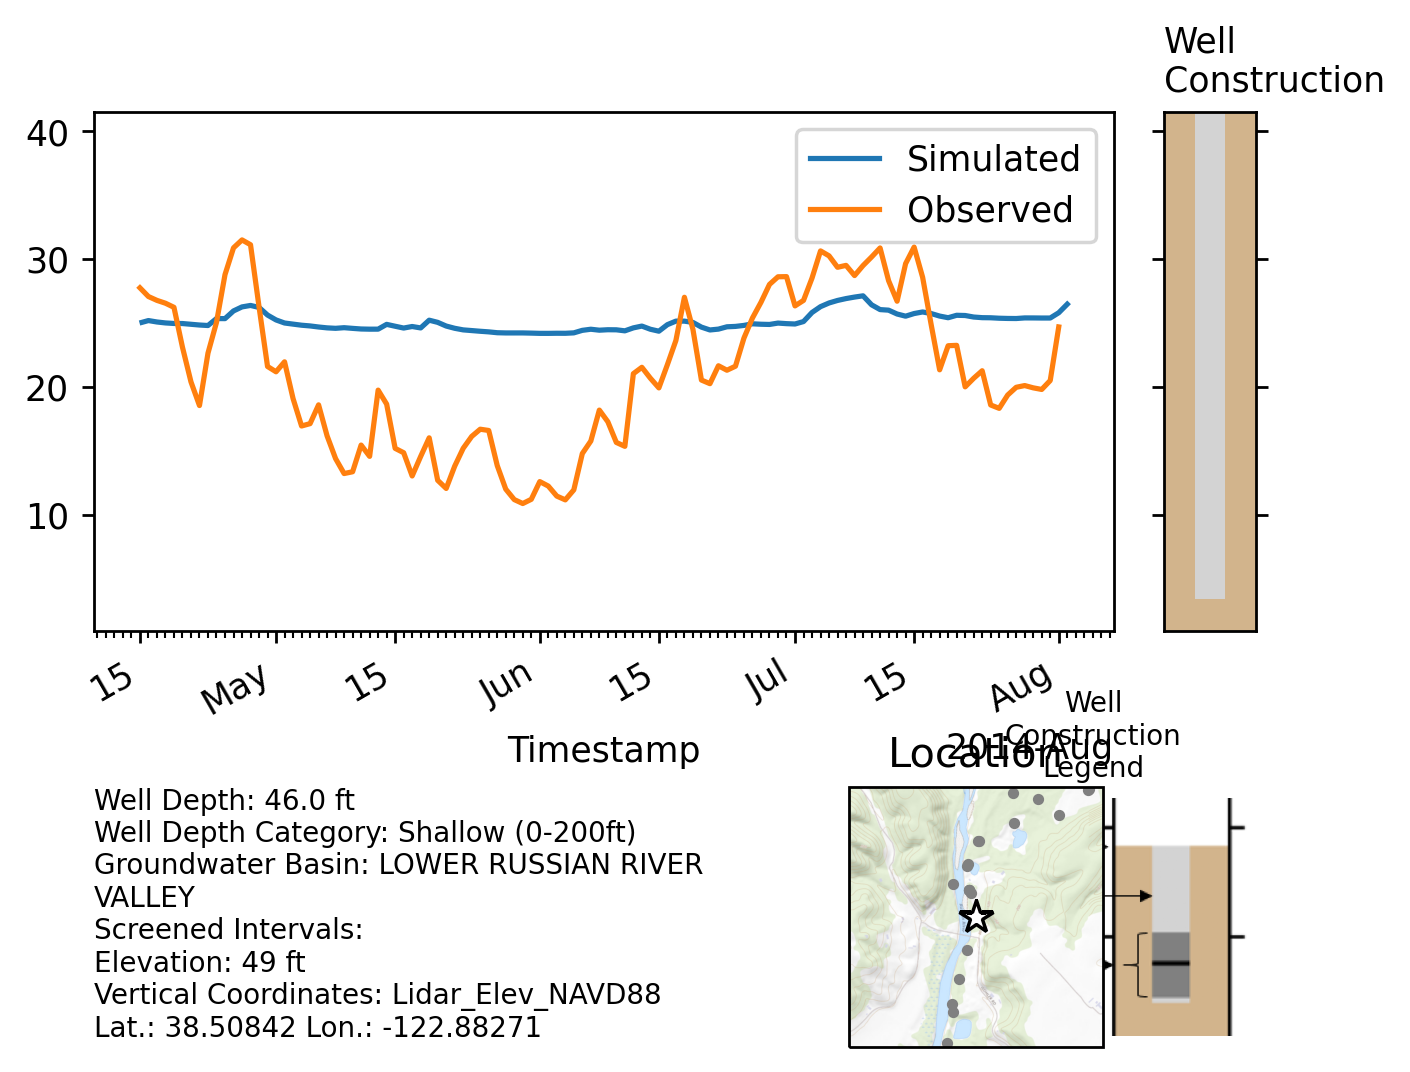 Well
Construction
40
30
20
10
Simulated
Observed
15
May
15
Jun
15
Jul
15
Aug
Timestamp
2014-Aug
Well Depth: 46.0 ft
Well Depth Category: Shallow (0-200ft)
Groundwater Basin: LOWER RUSSIAN RIVER
VALLEY
Screened Intervals:
Elevation: 49 ft
Vertical Coordinates: Lidar_Elev_NAVD88
Lat.: 38.50842 Lon.: -122.88271
Location
Well
Construction
Legend